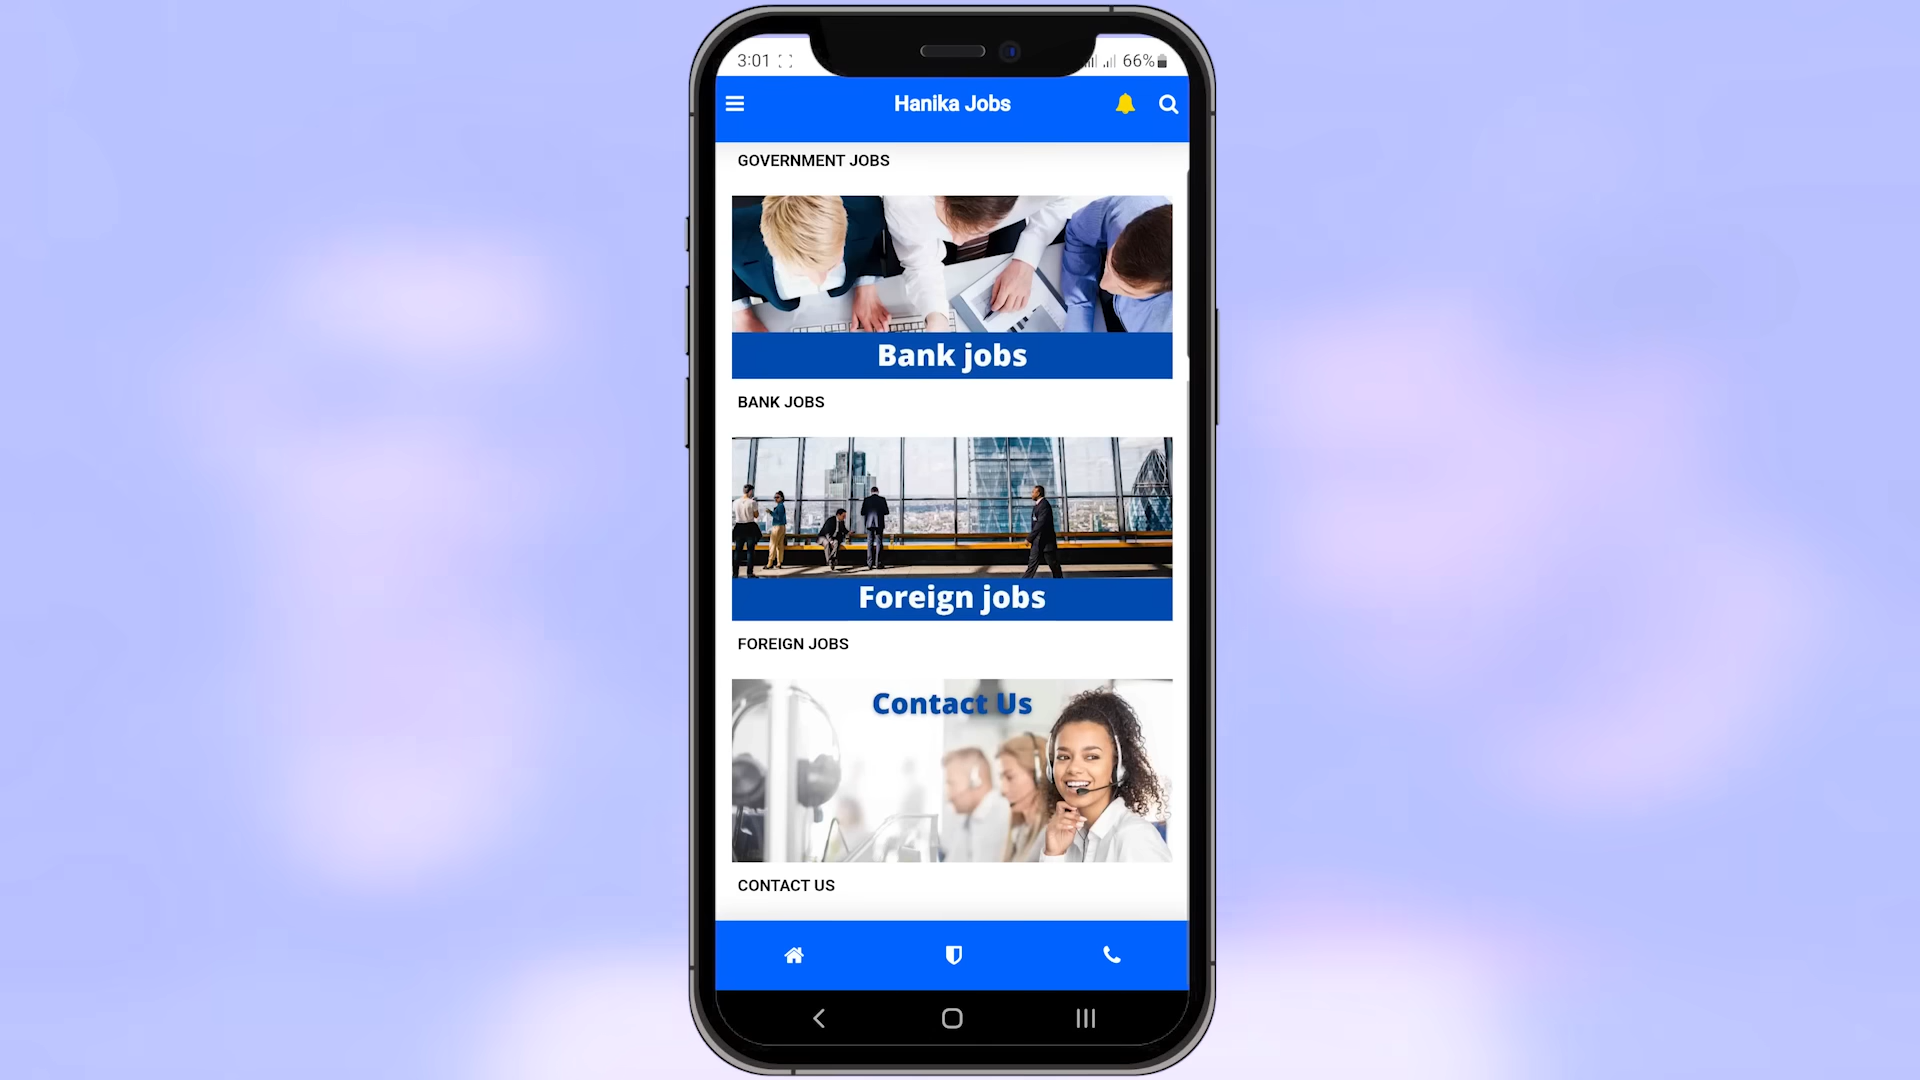 3:01 66%
Hanika Jobs
GOVERNMENT JOBS
Bank jobs
BANK JOBS
Foreign jobs
FOREIGN JOBS
Contact Us
CONTACT US